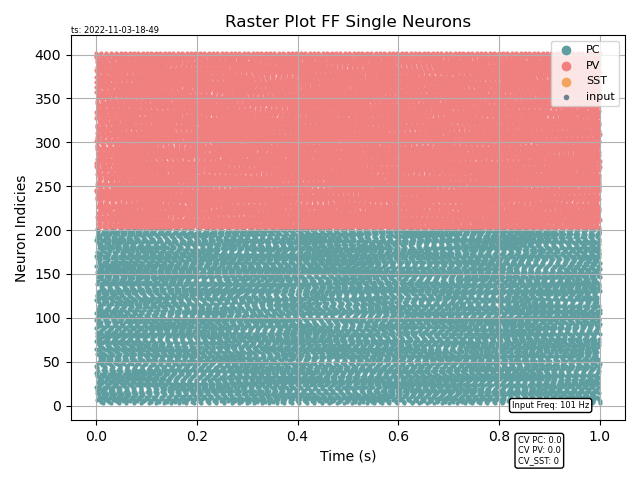 Raster Plot FF Single Neurons
ts: 2022-11-03-18-49
PC
PV
SST
input
400
350
300
250
200
150
100
50
0
Neuron Indicies
Input Freq: 101 Hz
0.0 0.2 0.4 0.6 0.8 1.0
Time (s)
CV PC: 0.0
CV PV: 0.0
CV_SST: 0